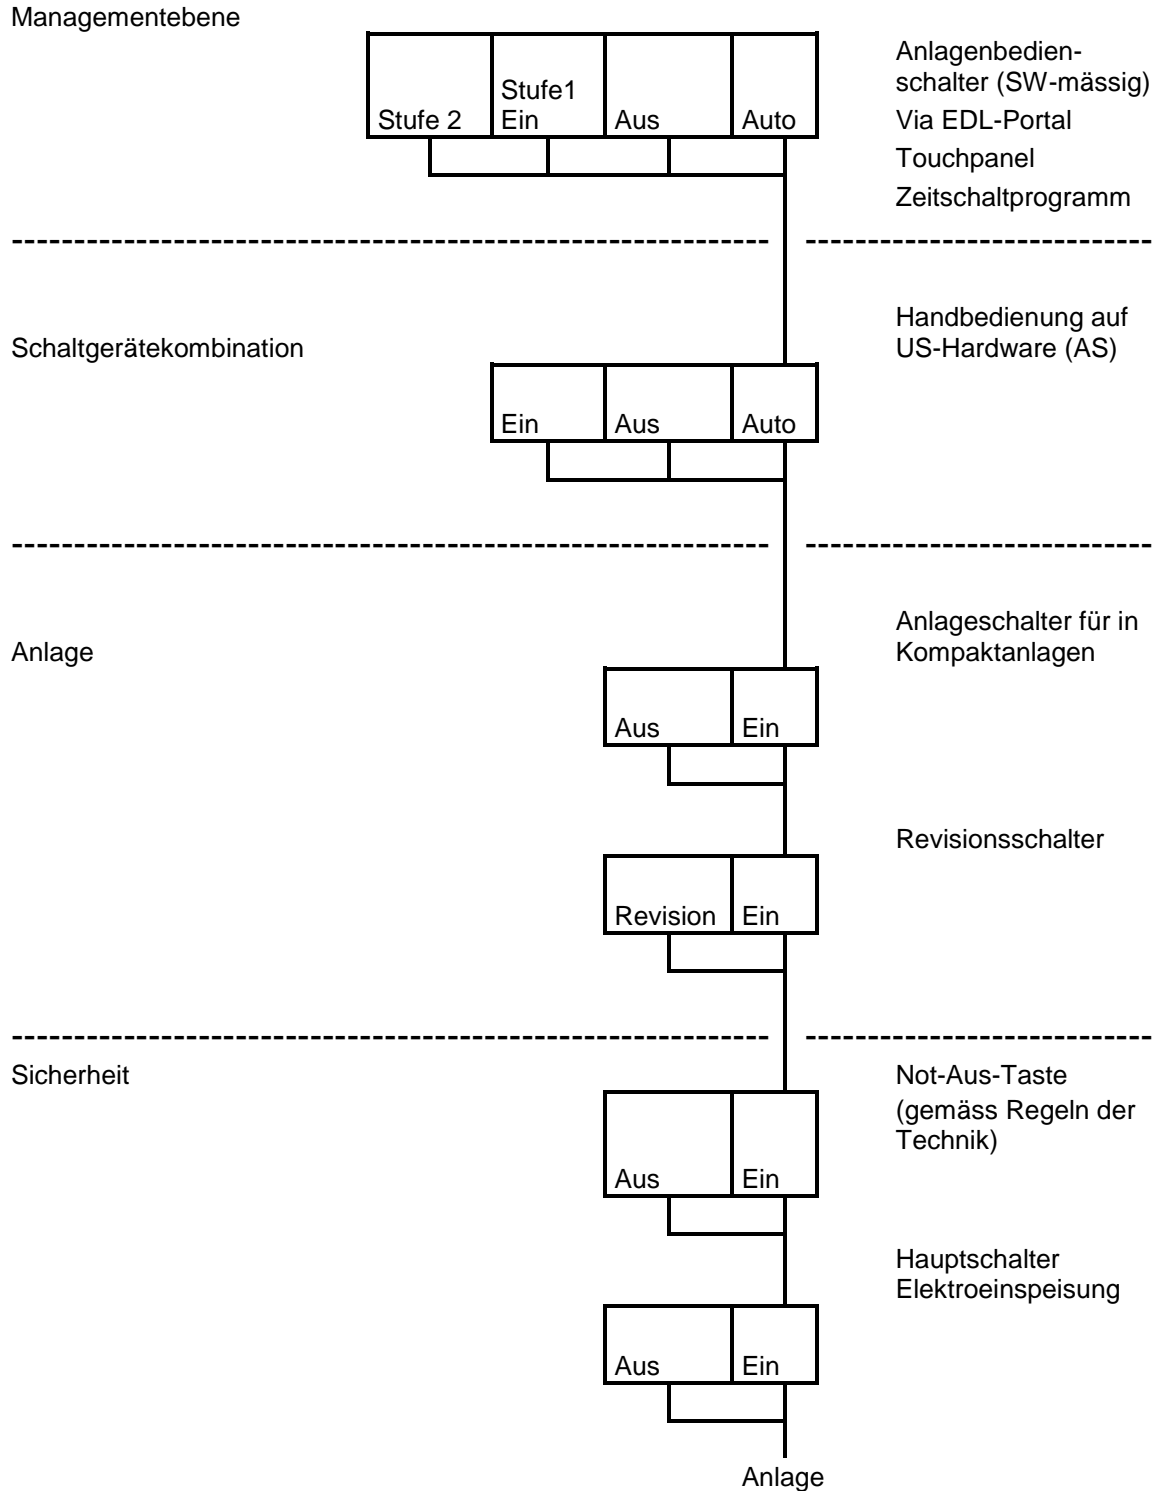 Managementebene
Anlagenbedien-
schalter (SW-mässig)
Stufe1
Stufe 2 Ein Aus Auto
Via EDL-Portal
Touchpanel
Zeitschaltprogramm
Handbedienung auf
Schaltgerätekombination
US-Hardware (AS)
Ein Aus Auto
Anlageschalter für in
Anlage
Kompaktanlagen
Aus Ein
Revisionsschalter
Revision Ein
Sicherheit
Not-Aus-Taste
(gemäss Regeln der
Technik)
Aus Ein
Hauptschalter
Elektroeinspeisung
Aus Ein
Anlage